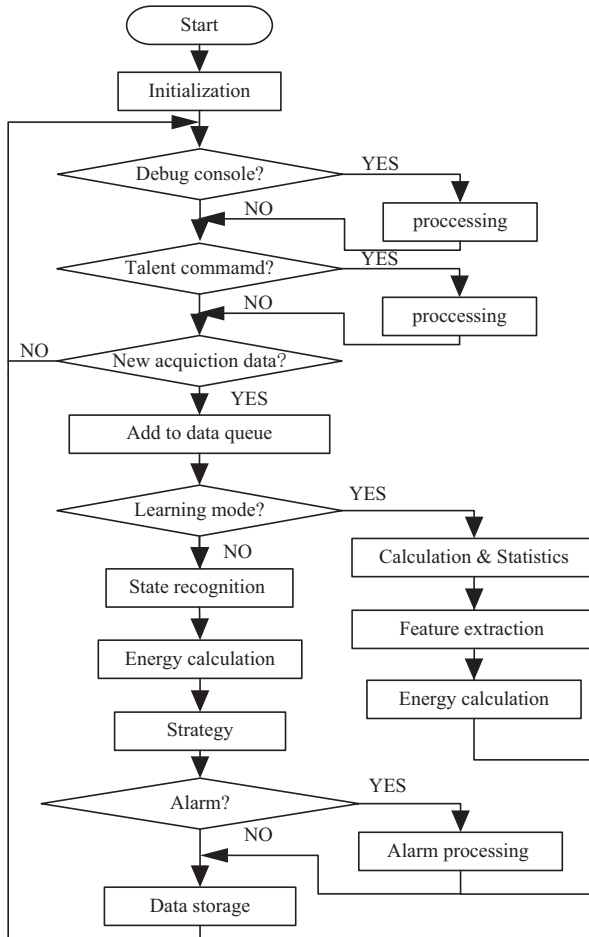 Start
Initialization
Debug console?
YES
NO
proccessing
Talent commamd?
YES
NO
proccessing
NO
New acquiction data?
YES
Add to data queue
Learning mode?
YES
NO
Calculation & Statistics
State recognition
Feature extraction
Energy calculation
Energy calculation
Strategy
Alarm?
YES
NO
Alarm processing
Data storage